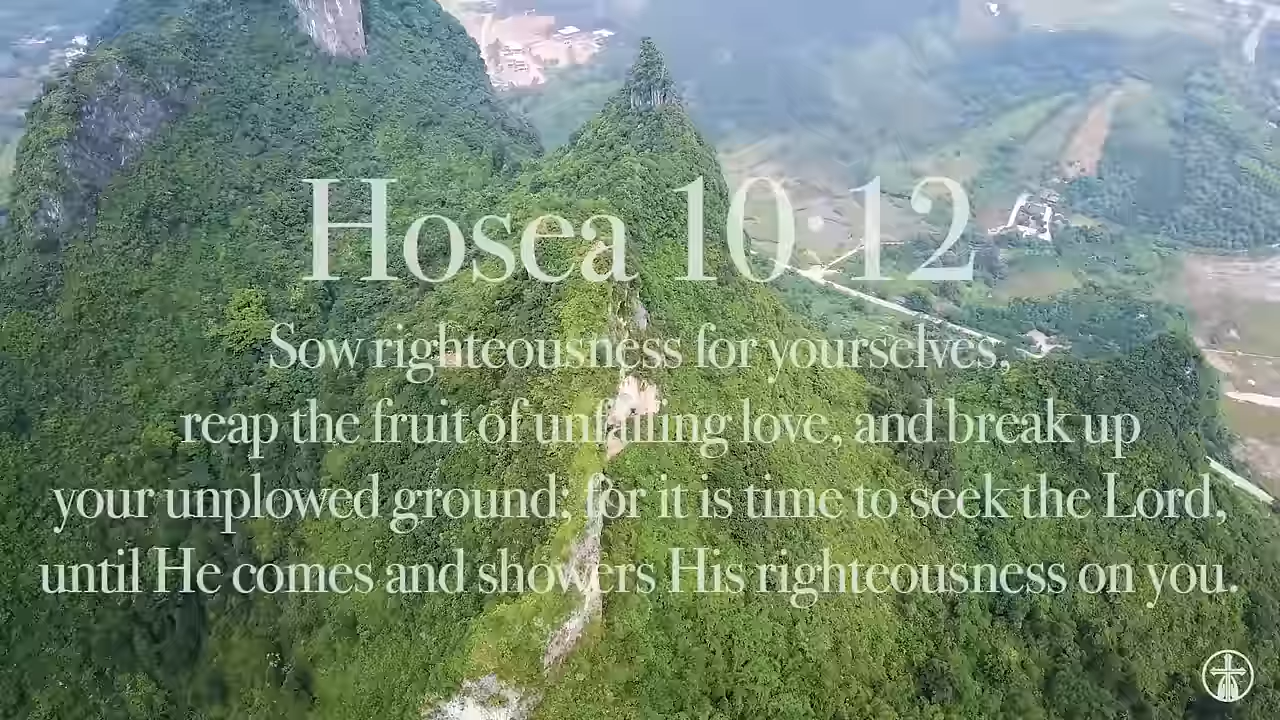 Hosea 10:12
Sow righteousness for yourselves,
reap the fruit of unfailing love, and break up
your unplowed ground; for it is time to seek the Lord,
until He comes and showers His righteousness on you.